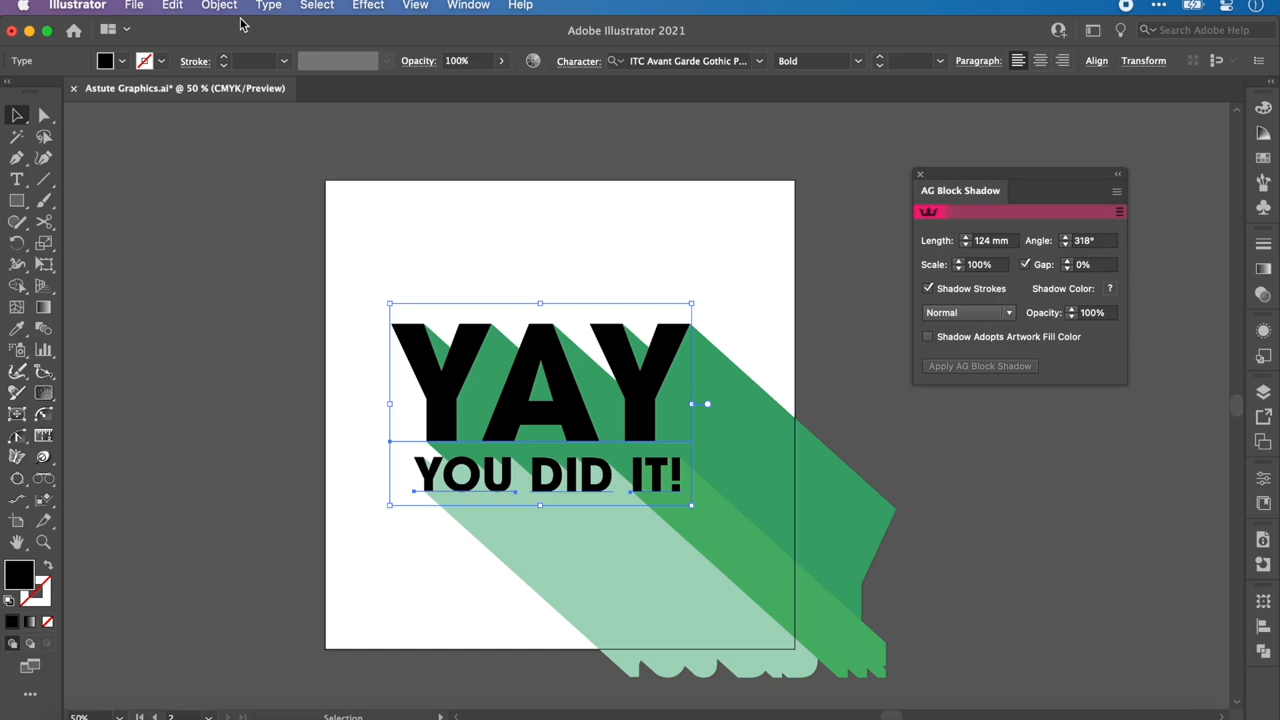 Illustrator File Edit Object Type Select Effect View Window Help
Adobe Illustrator 2021
Search Adobe Help
Type Stroke: Opacity: 100% Character: ITC Avant Garde Gothic P... Bold Paragraph: Align Transform
Astute Graphics.ai* @ 50 % (CMYK/Preview)
AG Block Shadow
Length: 124 mm Angle: 318°
Scale: 100% Gap: 0%
Shadow Strokes Shadow Color: ?
Normal Opacity: 100%
Shadow Adopts Artwork Fill Color
Apply AG Block Shadow
YAY
YOU DID IT!
50% 2 Selection